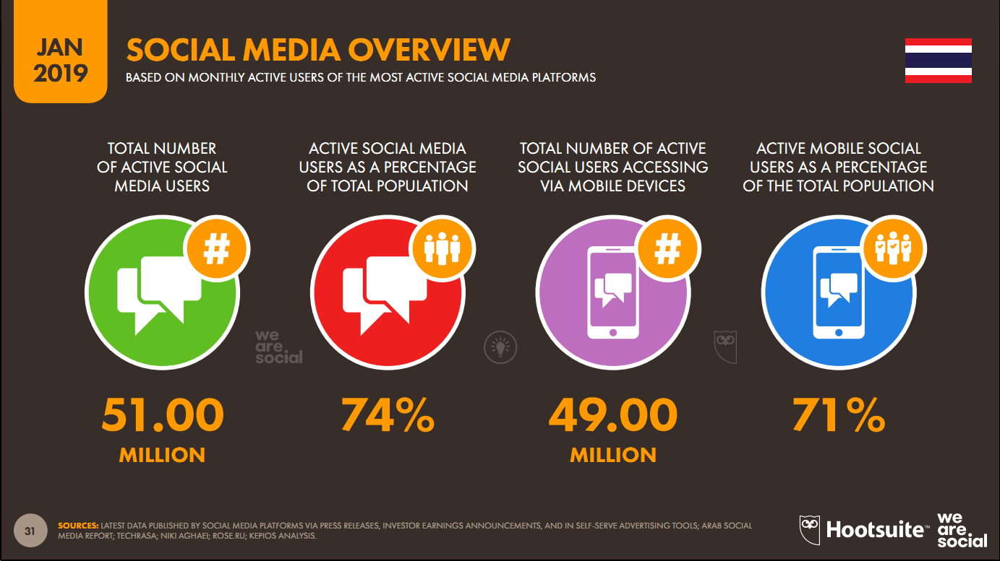 JAN
2019
SOCIAL MEDIA OVERVIEW
BASED ON MONTHLY ACTIVE USERS OF THE MOST ACTIVE SOCIAL MEDIA PLATFORMS
TOTAL NUMBER
OF ACTIVE SOCIAL
MEDIA USERS
ACTIVE SOCIAL MEDIA
USERS AS A PERCENTAGE
OF TOTAL POPULATION
TOTAL NUMBER OF ACTIVE
SOCIAL USERS ACCESSING
VIA MOBILE DEVICES
ACTIVE MOBILE SOCIAL
USERS AS A PERCENTAGE
OF THE TOTAL POPULATION
#
#
we
are
social
51.00
MILLION
74%
49.00
MILLION
71%
31
SOURCES: LATEST DATA PUBLISHED BY SOCIAL MEDIA PLATFORMS VIA PRESS RELEASES, INVESTOR EARNINGS ANNOUNCEMENTS, AND IN SELF-SERVE ADVERTISING TOOLS; ARAB SOCIAL
MEDIA REPORT; TECHRASA; NIKI AGHAEI; ROSE.RU; KEPIOS ANALYSIS.
Hootsuite™
we
are
social